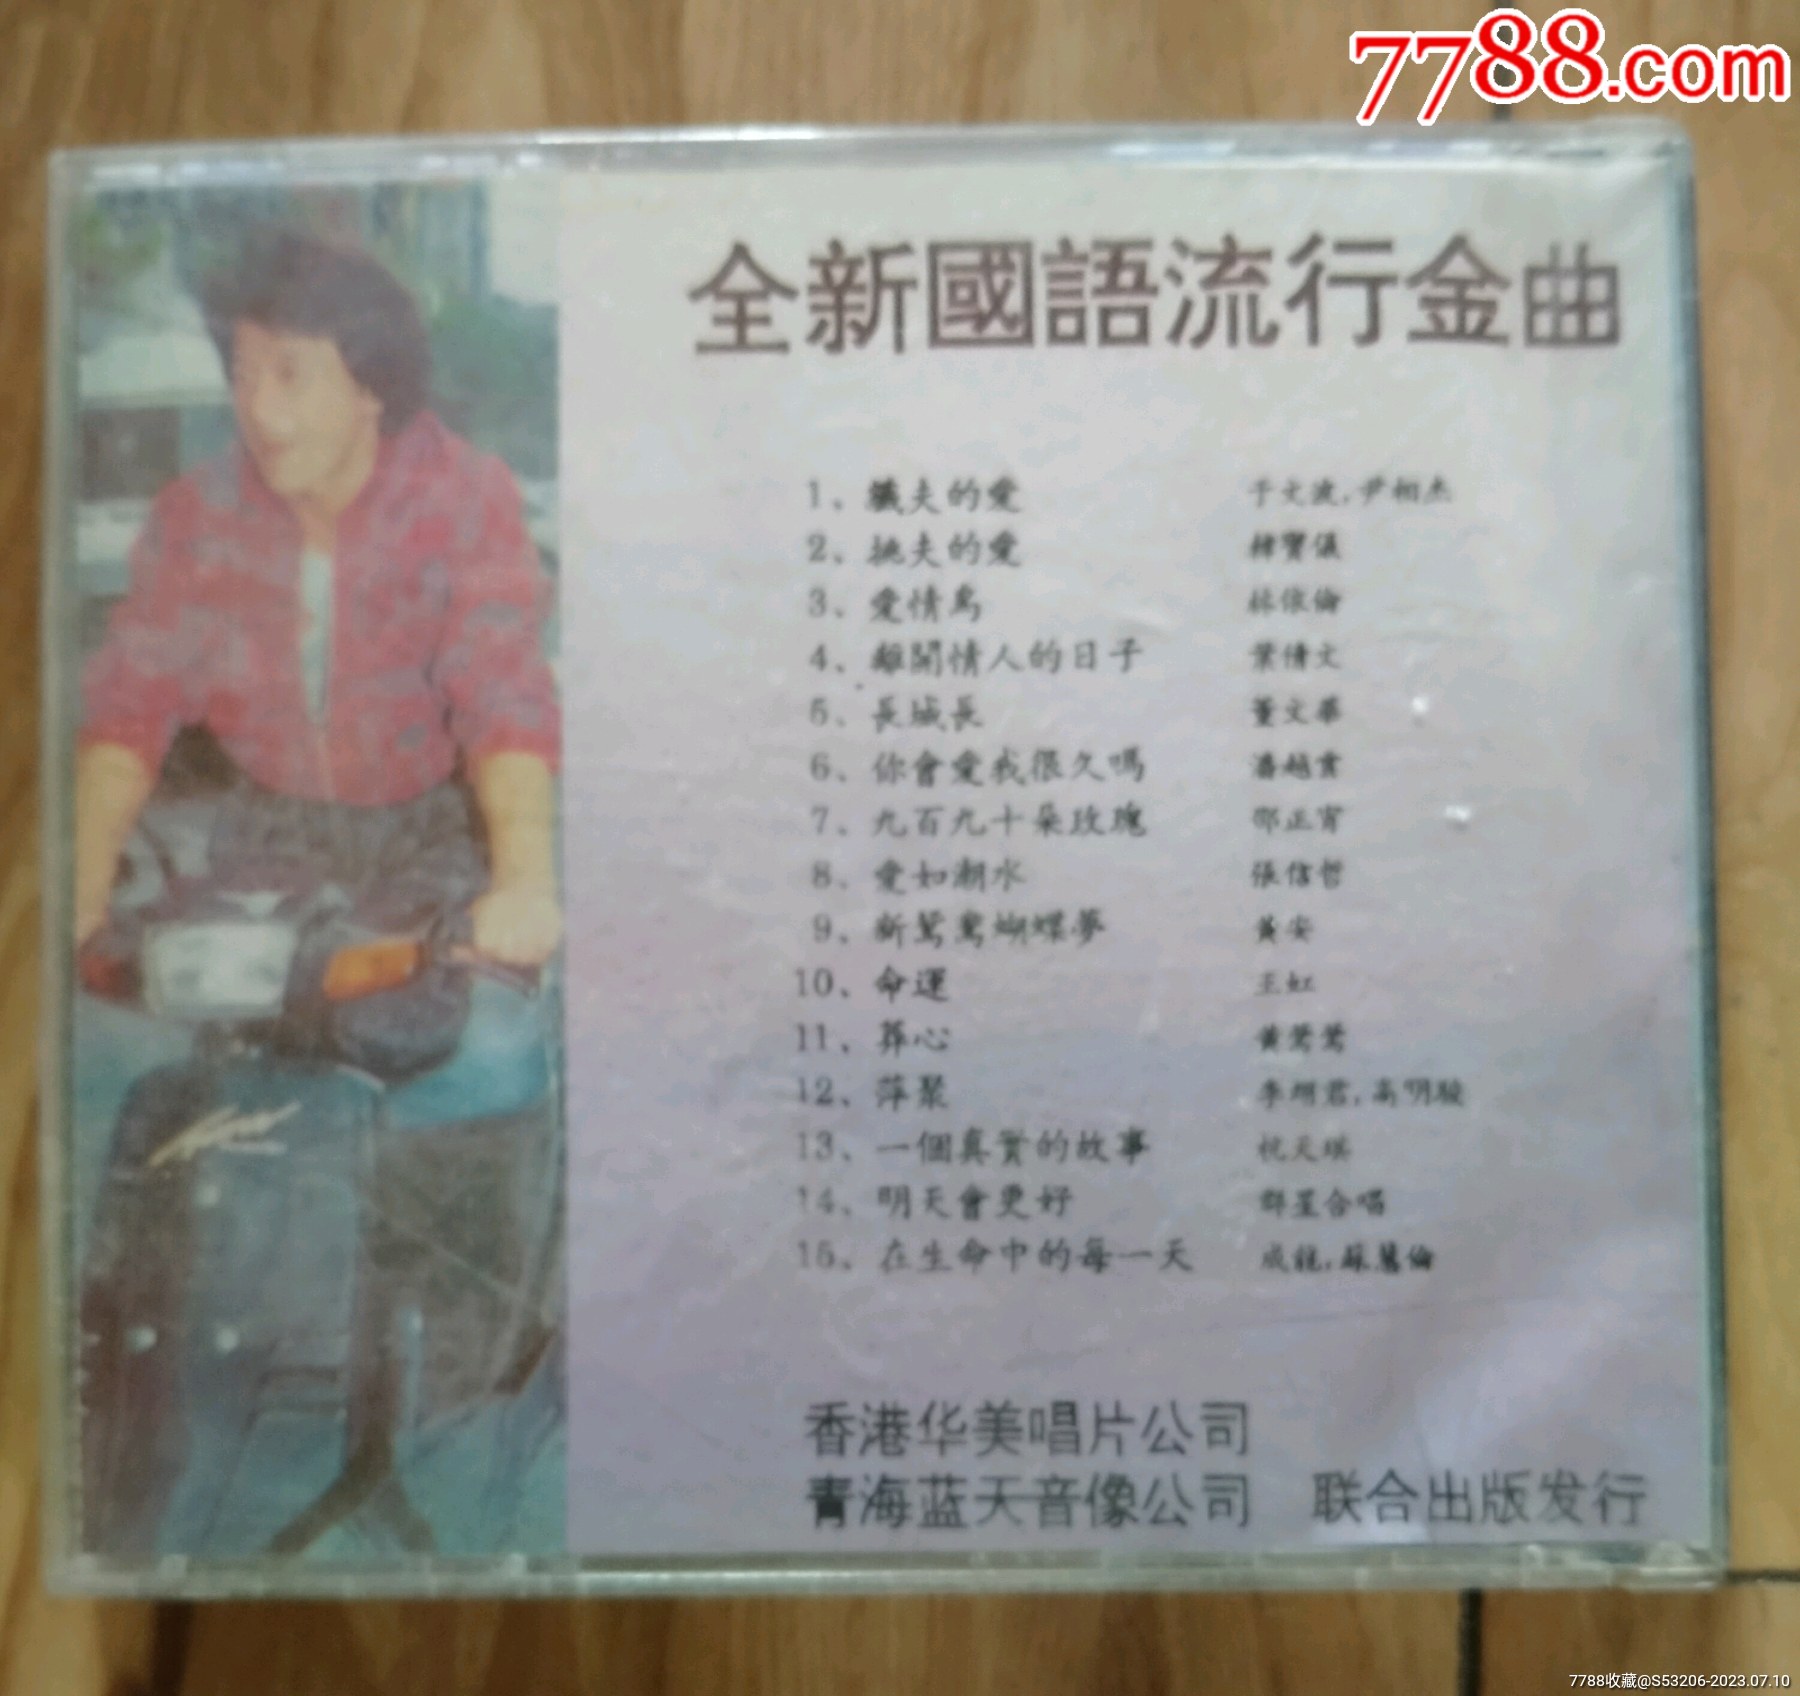 7788.com
全新國語流行金曲
1、纖夫的愛 于文流,尹相杰
2、挑夫的愛 韓寶儀
3、愛情鳥 林依倫
4、離開情人的日子 葉倩文
5、長城長 董文華
6、你會愛我很久嗎 潘越雲
7、九百九十朵玫瑰 邰正宵
8、愛如潮水 張信哲
9、新鴛鴦蝴蝶夢 黃安
10、命運 王虹
11、葬心 黃鶯鶯
12、萍聚 李翊君,高明駿
13、一個真實的故事 祝天琪
14、明天會更好 群星合唱
15、在生命中的每一天 成龍,蘇慧倫
香港华美唱片公司
青海蓝天音像公司 联合出版发行
7788收藏@S53206-2023.07.10